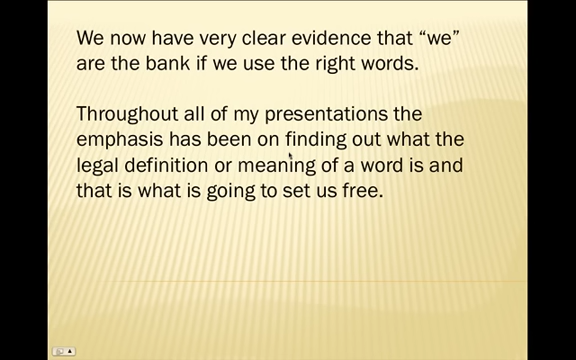 We now have very clear evidence that “we”
are the bank if we use the right words.
Throughout all of my presentations the
emphasis has been on finding out what the
legal definition or meaning of a word is and
that is what is going to set us free.